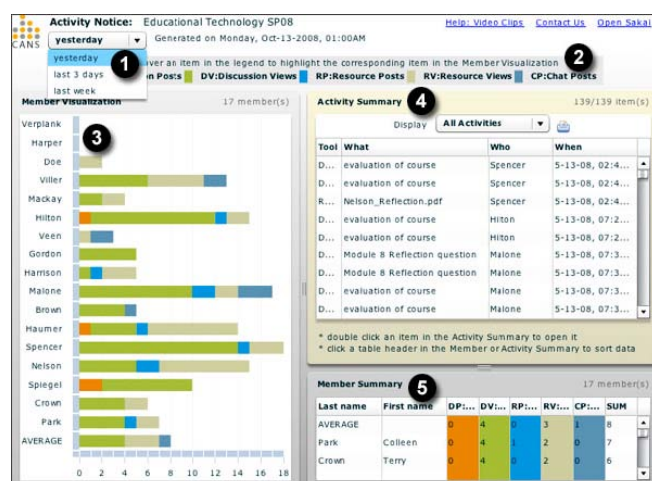 CANS
Activity Notice: Educational Technology SP08
Help: Video Clips Contact Us Open Sakai
yesterday
Generated on Monday, Oct-13-2008, 01:00AM
yesterday
last 3 days
last week
1
over an item in the legend to highlight the corresponding item in the Member Visualization
2
on Posts DV:Discussion Views RP:Resource Posts RV:Resource Views CP:Chat Posts
Member Visualization 17 member(s)
3
Verplank
Harper
Doe
Viller
Mackay
Hilton
Veen
Gordon
Harrison
Malone
Brown
Haumer
Spencer
Nelson
Spiegel
Crown
Park
AVERAGE
0 2 4 6 8 10 12 14 16 18
Activity Summary 4 139/139 item(s)
Display All Activities
Tool What Who When
D... evaluation of course Spencer 5-13-08, 02:4...
D... evaluation of course Spencer 5-13-08, 02:4...
R... Nelson_Reflection.pdf Spencer 5-13-08, 02:4...
D... evaluation of course Hilton 5-13-08, 07:2...
D... evaluation of course Hilton 5-13-08, 07:2...
D... Module 8 Reflection question Malone 5-13-08, 07:3...
D... Module 8 Reflection question Malone 5-13-08, 07:3...
D... evaluation of course Malone 5-13-08, 07:3...
D... evaluation of course Malone 5-13-08, 07:3...
* double click an item in the Activity Summary to open it
* click a table header in the Member or Activity Summary to sort data
Member Summary 5 17 member(s)
Last name First name DP:... DV:... RP:... RV:... CP:... SUM
AVERAGE 0 4 0 3 1 8
Park Colleen 0 4 1 2 0 7
Crown Terry 0 4 0 2 0 6